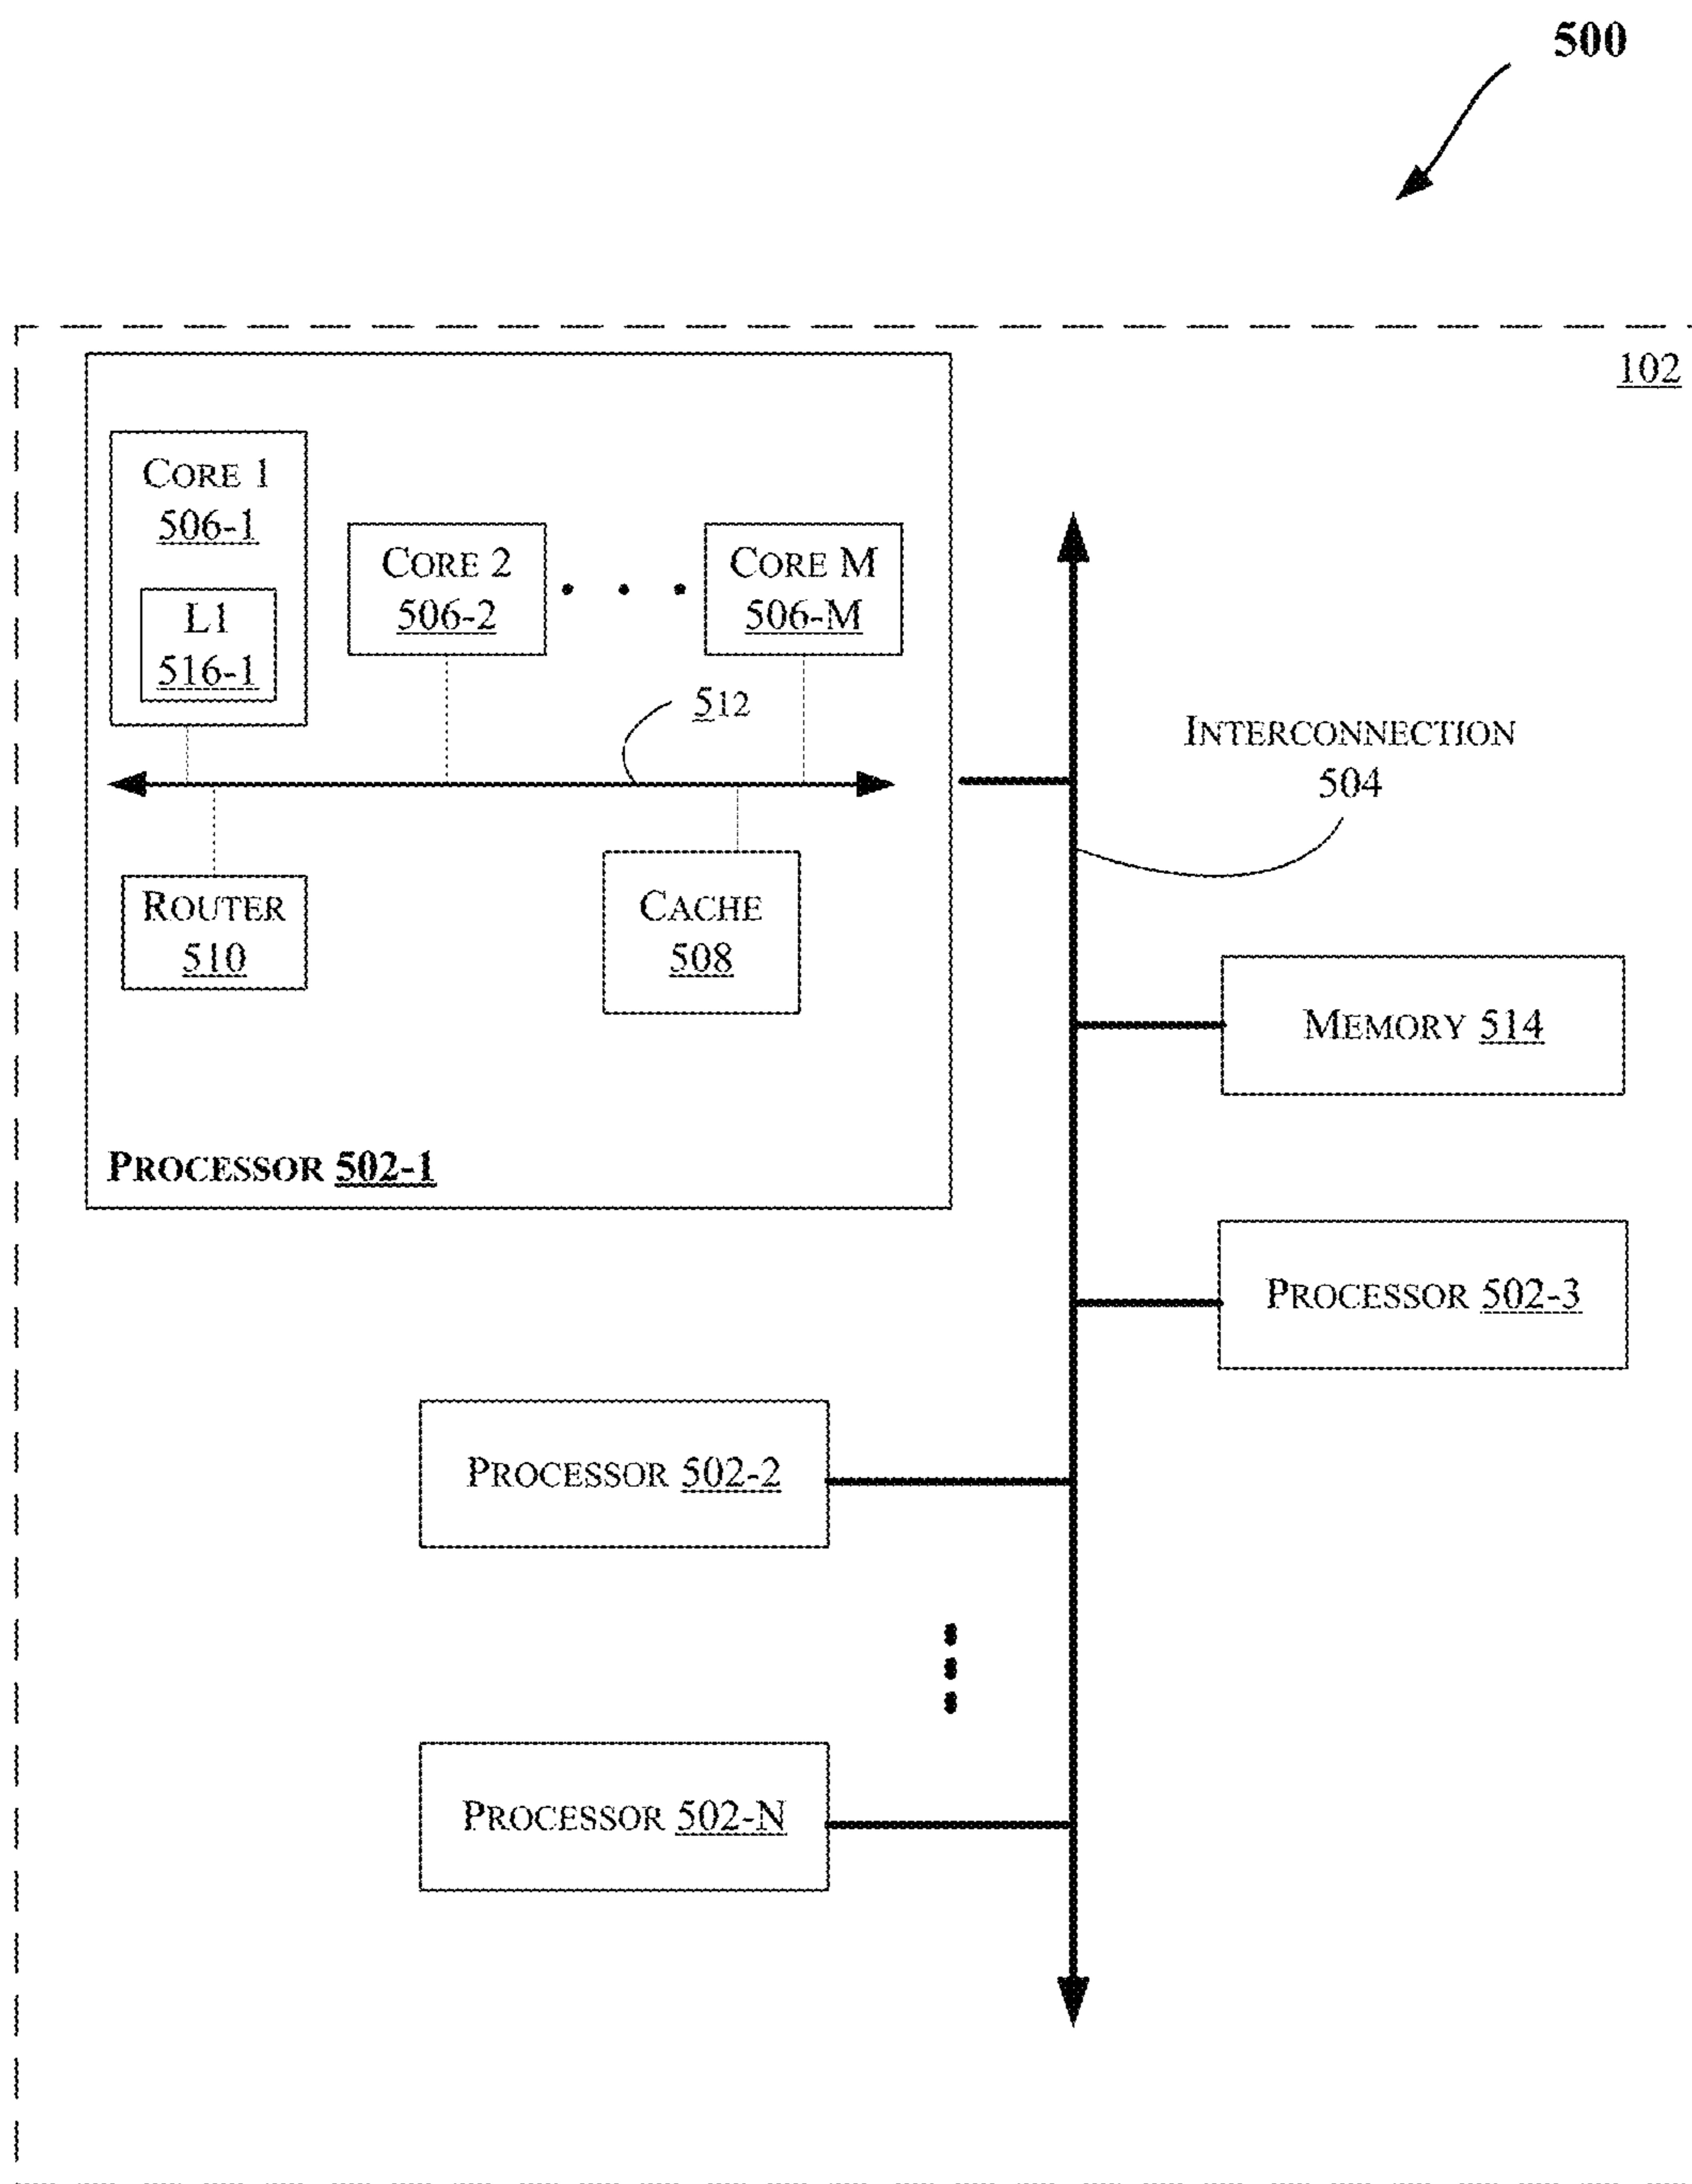 500
102
CORE 1
506-1
L1
516-1
CORE 2
506-2
CORE M
506-M
512
INTERCONNECTION
504
ROUTER
510
CACHE
508
MEMORY 514
PROCESSOR 502-1
PROCESSOR 502-3
PROCESSOR 502-2
PROCESSOR 502-N